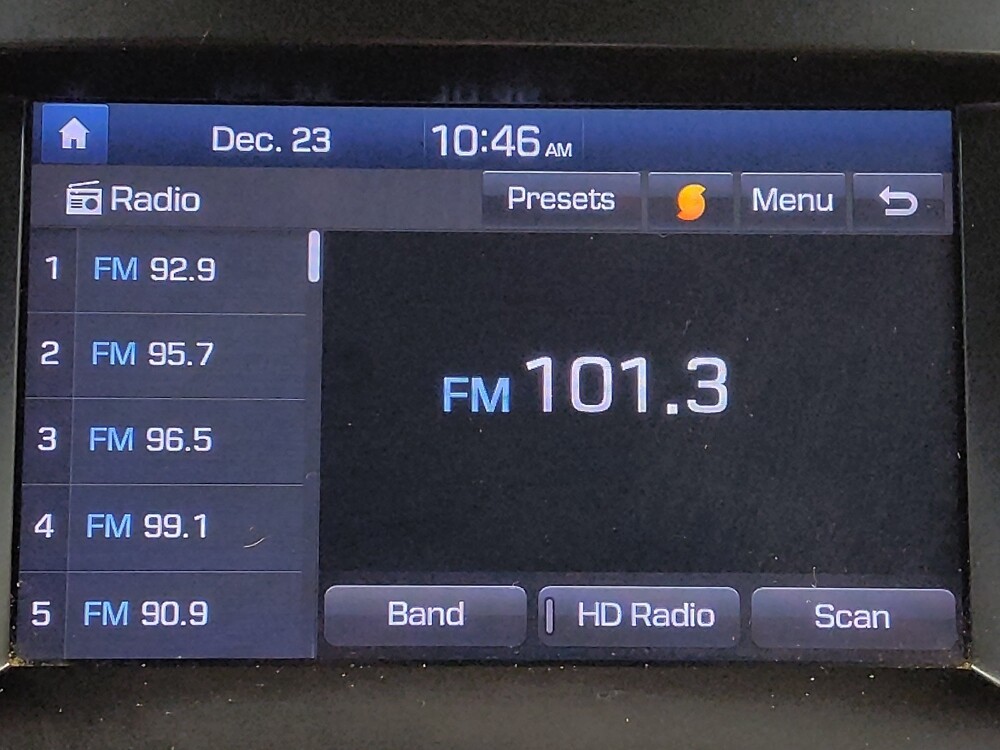 Dec. 23 10:46 AM
Radio Presets Menu
1 FM 92.9
2 FM 95.7
3 FM 96.5
4 FM 99.1
5 FM 90.9
FM 101.3
Band HD Radio Scan